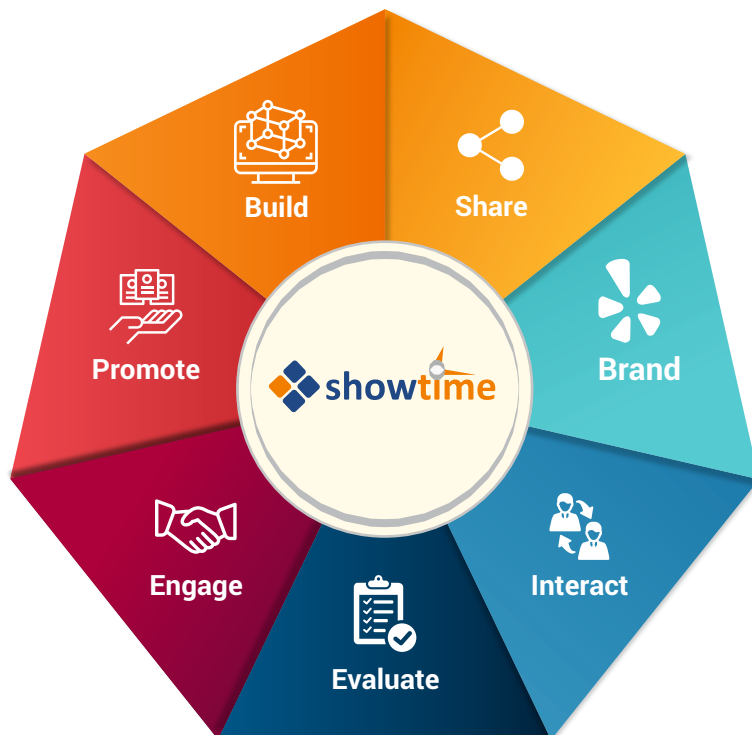 Build
Share
Promote
showtime
Brand
Engage
Interact
Evaluate